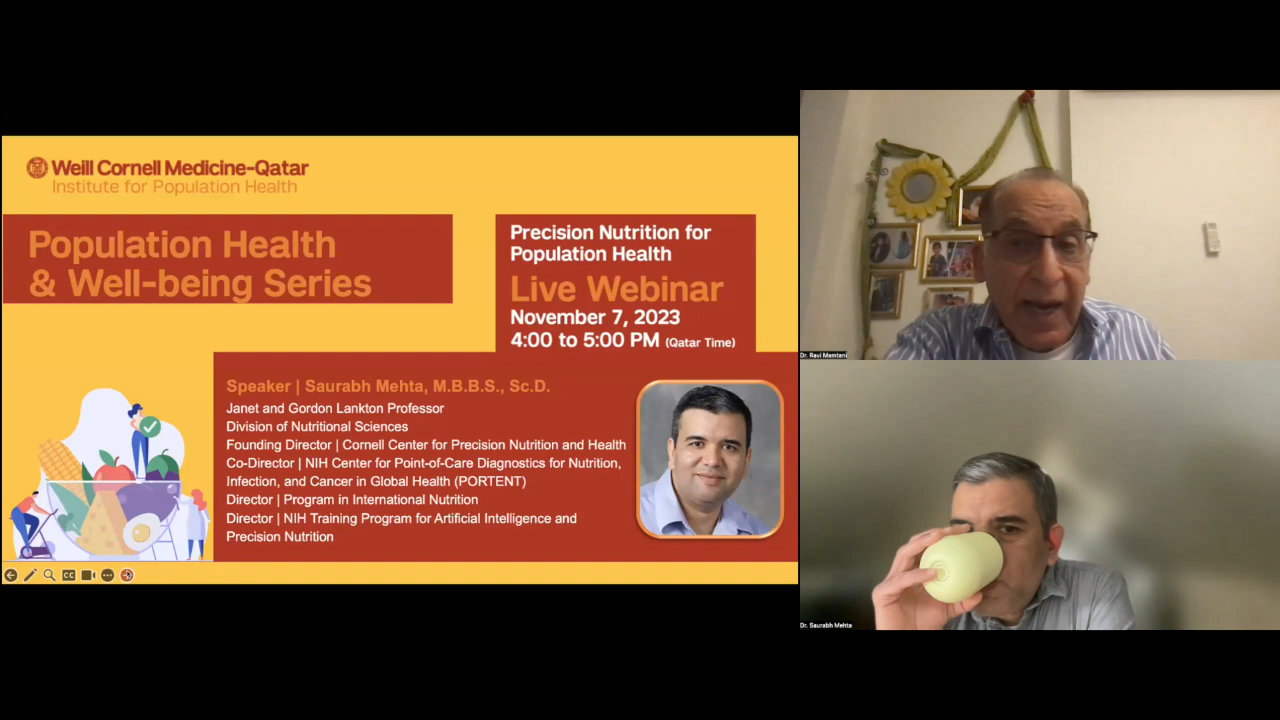 Weill Cornell Medicine-Qatar
Institute for Population Health
Population Health
& Well-being Series
Precision Nutrition for
Population Health
Live Webinar
November 7, 2023
4:00 to 5:00 PM (Qatar Time)
Speaker | Saurabh Mehta, M.B.B.S., Sc.D.
Janet and Gordon Lankton Professor
Division of Nutritional Sciences
Founding Director | Cornell Center for Precision Nutrition and Health
Co-Director | NIH Center for Point-of-Care Diagnostics for Nutrition,
Infection, and Cancer in Global Health (PORTENT)
Director | Program in International Nutrition
Director | NIH Training Program for Artificial Intelligence and
Precision Nutrition
CC
Dr. Ravi Mamtani
Dr. Saurabh Mehta